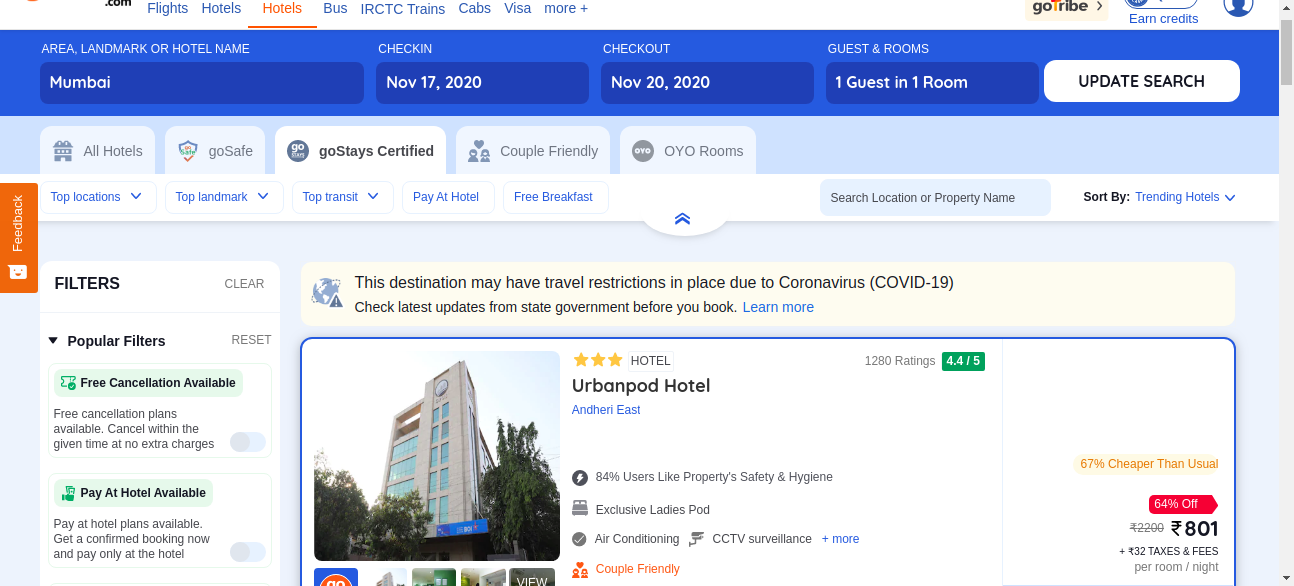 .com
Flights Hotels Hotels Bus IRCTC Trains Cabs Visa more +
goTribe
Earn credits
AREA, LANDMARK OR HOTEL NAME CHECKIN CHECKOUT GUEST & ROOMS
Mumbai Nov 17, 2020 Nov 20, 2020 1 Guest in 1 Room UPDATE SEARCH
All Hotels goSafe goStays Certified Couple Friendly OYO Rooms
Top locations Top landmark Top transit Pay At Hotel Free Breakfast Search Location or Property Name Sort By: Trending Hotels
Feedback
FILTERS CLEAR
Popular Filters RESET
Free Cancellation Available
Free cancellation plans
available. Cancel within the
given time at no extra charges
Pay At Hotel Available
Pay at hotel plans available.
Get a confirmed booking now
and pay only at the hotel
This destination may have travel restrictions in place due to Coronavirus (COVID-19)
Check latest updates from state government before you book. Learn more
HOTEL 1280 Ratings 4.4 / 5
Urbanpod Hotel
Andheri East
84% Users Like Property's Safety & Hygiene
Exclusive Ladies Pod
Air Conditioning CCTV surveillance + more
Couple Friendly
67% Cheaper Than Usual
64% Off
₹2200 ₹801
+ ₹32 TAXES & FEES
per room / night
go VIEW